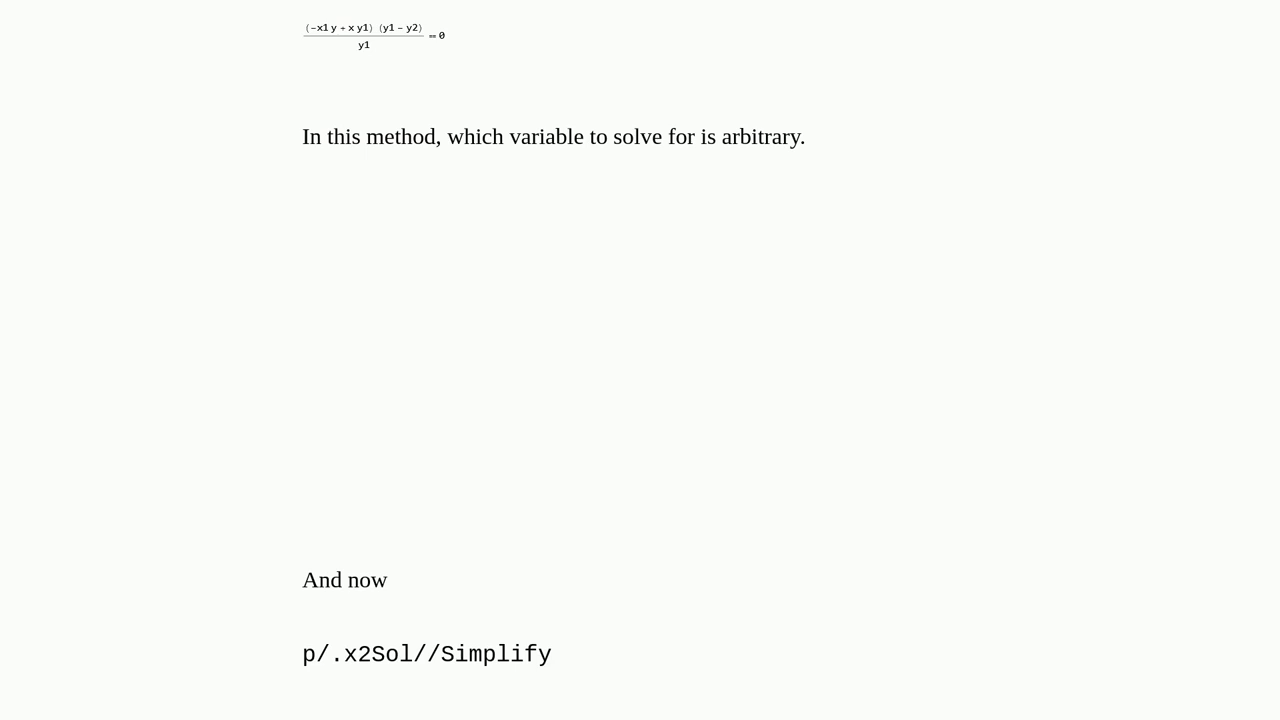 (-x1 y + x y1) (y1 - y2)
y1
== 0
In this method, which variable to solve for is arbitrary.
And now
p/.x2Sol//Simplify